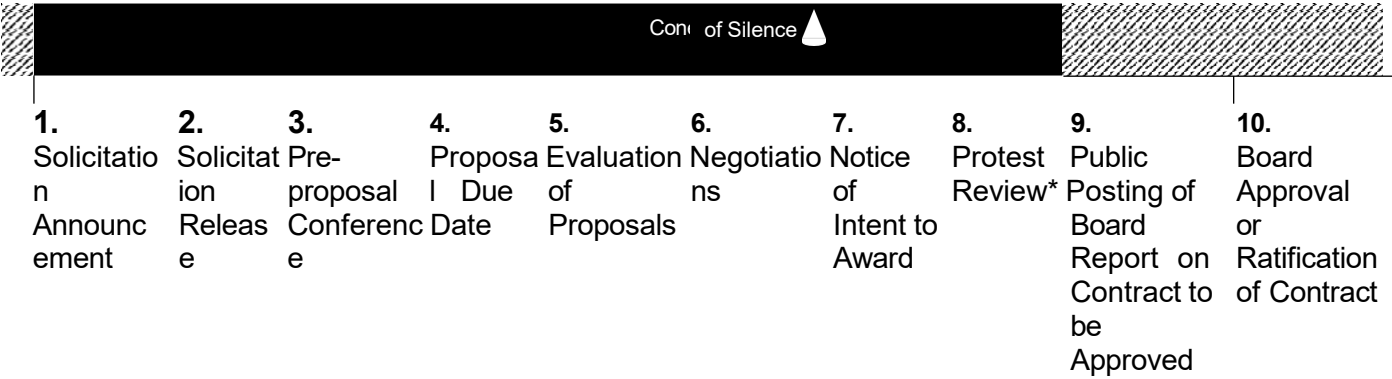 Cone of Silence
1.
Solicitatio
n
Announc
ement
2.
Solicitat
ion
Releas
e
3.
Pre-
proposal
Conferenc
e
4.
Proposa
l Due
Date
5.
Evaluation
of
Proposals
6.
Negotiatio
ns
7.
Notice
of
Intent to
Award
8.
Protest
Review*
9.
Public
Posting of
Board
Report on
Contract to
be
Approved
10.
Board
Approval
or
Ratification
of Contract